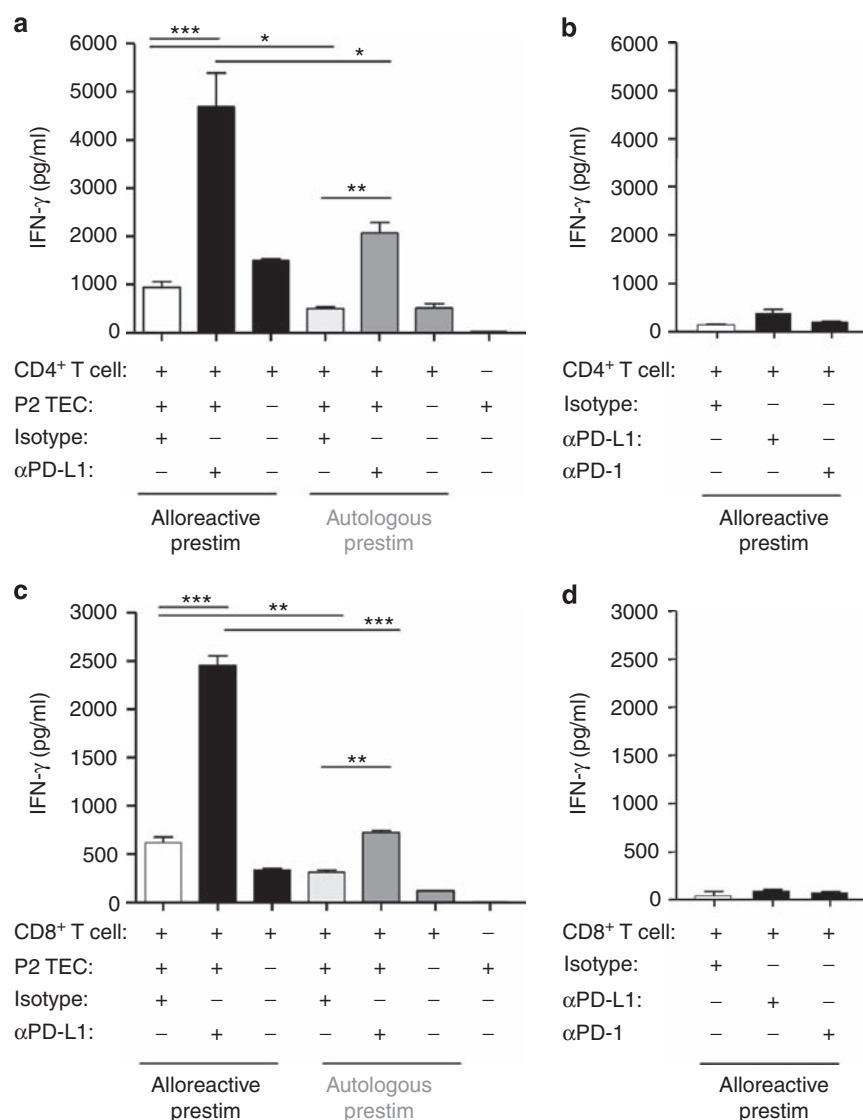 a
***
*
*
**
6000
5000
4000
3000
2000
1000
0
IFN-γ (pg/ml)
CD4+ T cell: + + + + + + –
P2 TEC: + + – + + – +
Isotype: + – – + – –
αPD-L1: – + – – + –
Alloreactive
prestim
Autologous
prestim
b
6000
5000
4000
3000
2000
1000
0
IFN-γ (pg/ml)
CD4+ T cell: + + +
Isotype: + – –
αPD-L1 – + –
αPD-1 – – +
Alloreactive
prestim
c
***
**
***
**
3000
2500
2000
1500
1000
500
0
IFN-γ (pg/ml)
CD8+ T cell: + + + + + + –
P2 TEC: + + – + + – +
Isotype: + – – + – –
αPD-L1: – + – – + –
Alloreactive
prestim
Autologous
prestim
d
3000
2500
2000
1500
1000
500
0
IFN-γ (pg/ml)
CD8+ T cell: + + +
Isotype: + – –
αPD-L1 – + –
αPD-1 – – +
Alloreactive
prestim